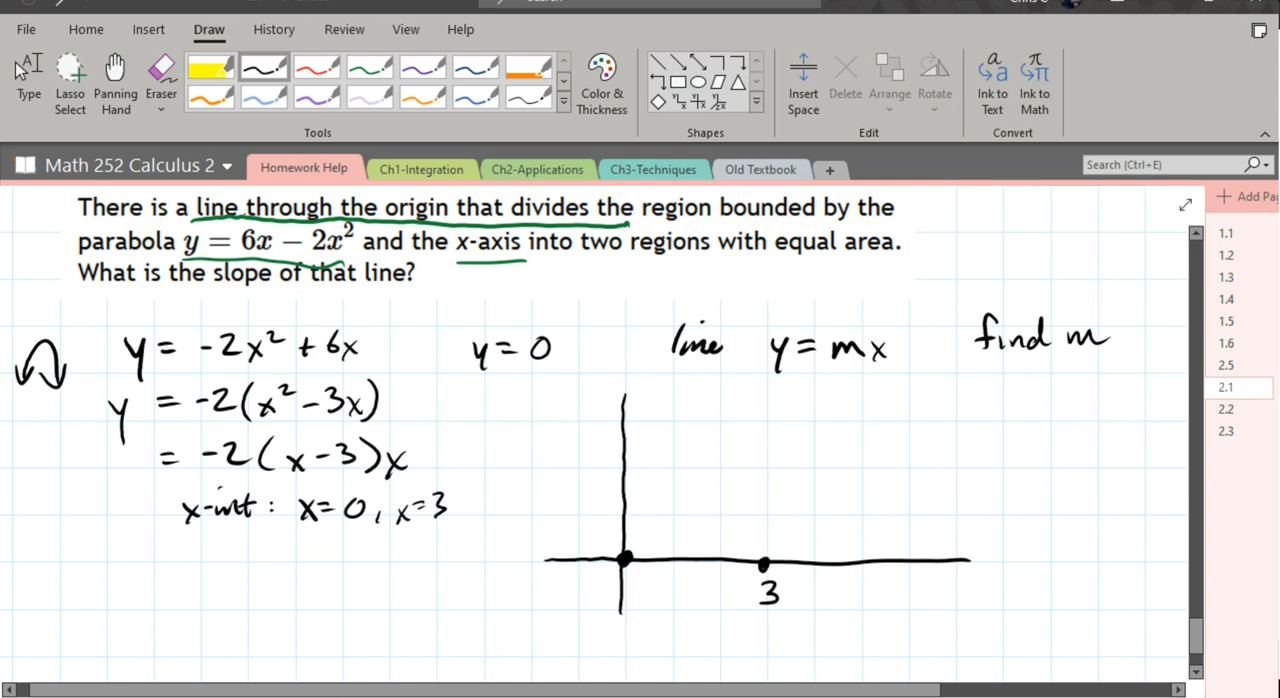 File Home Insert Draw History Review View Help
Type
Lasso Select
Panning Hand
Eraser
Color & Thickness
Insert Space
Delete
Arrange
Rotate
Ink to Text
Ink to Math
Tools
Shapes
Edit
Convert
Math 252 Calculus 2
Homework Help
Ch1-Integration
Ch2-Applications
Ch3-Techniques
Old Textbook
Search (Ctrl+E)
There is a line through the origin that divides the region bounded by the
parabola y = 6x − 2x² and the x-axis into two regions with equal area.
What is the slope of that line?
y = -2x² + 6x y = 0 line y = mx find m
y = -2(x² - 3x)
= -2(x-3)x
x-int: x=0, x=3
3
1.1
1.2
1.3
1.4
1.5
1.6
2.5
2.1
2.2
2.3